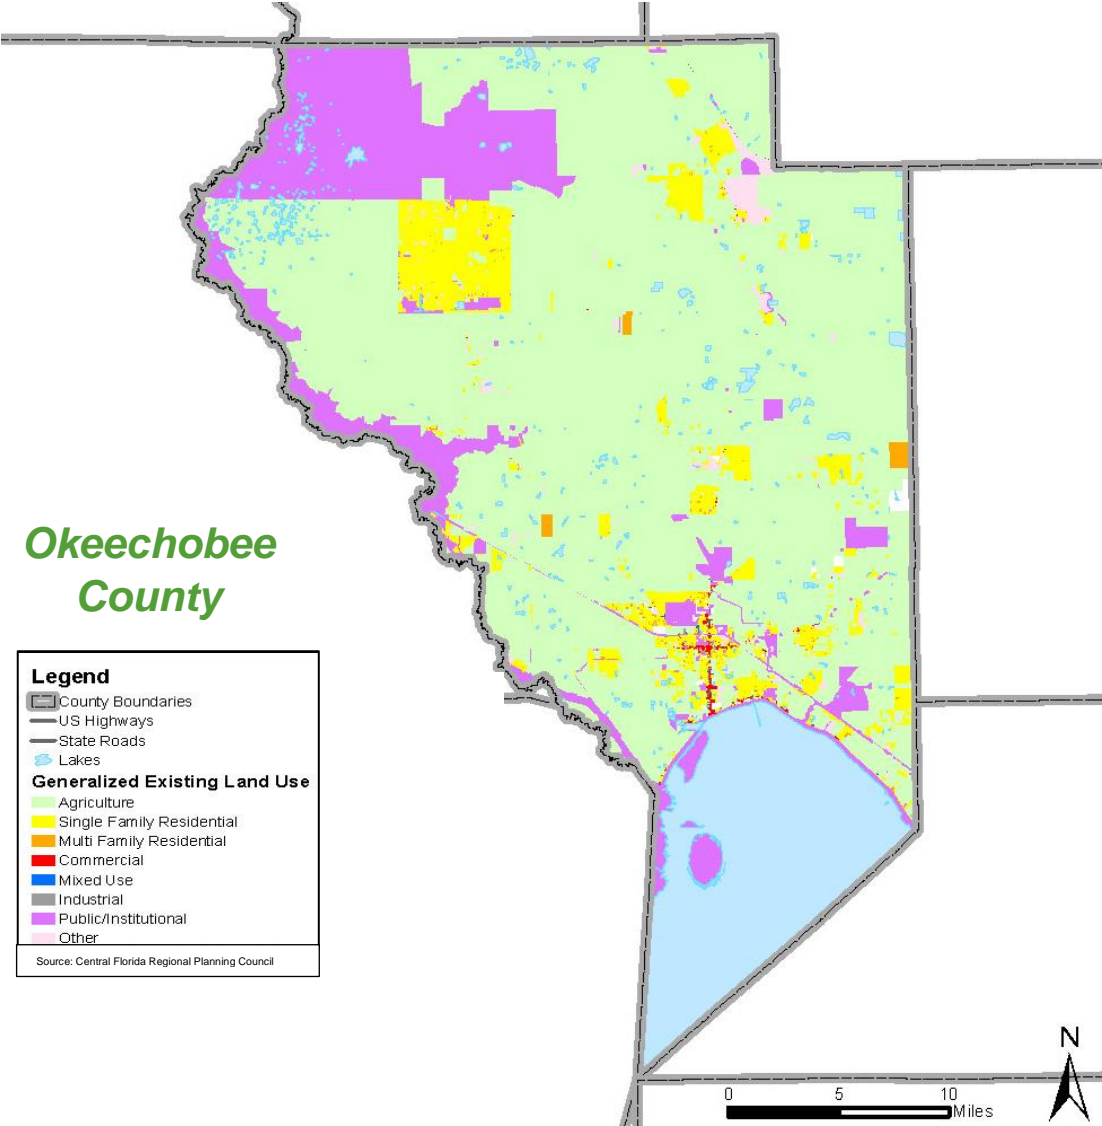 Okeechobee
County
Legend
County Boundaries
US Highways
State Roads
Lakes
Generalized Existing Land Use
Agriculture
Single Family Residential
Multi Family Residential
Commercial
Mixed Use
Industrial
Public/Institutional
Other
Source: Central Florida Regional Planning Council
N
0 5 10
Miles